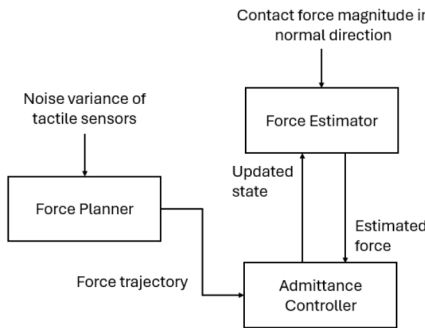 Contact force magnitude in
normal direction
Noise variance of
tactile sensors
Force Estimator
Updated
state
Force Planner
Estimated
force
Force trajectory
Admittance
Controller